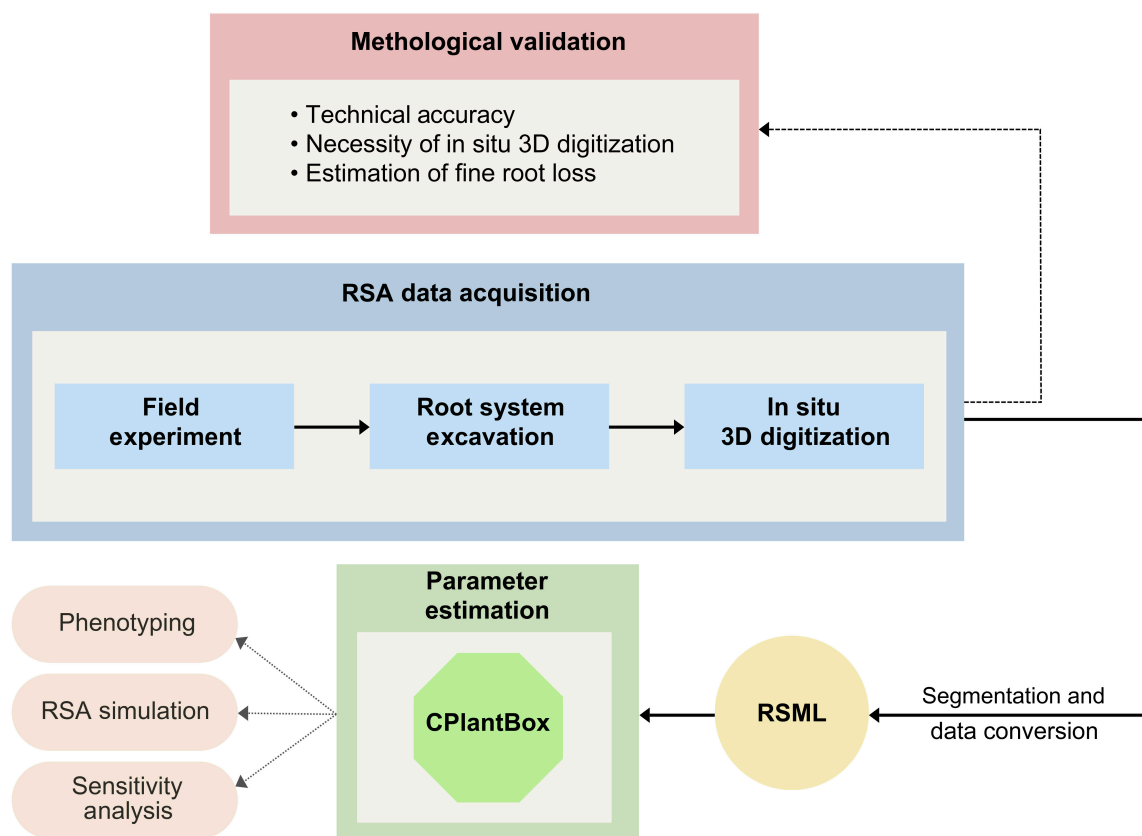 Methological validation
• Technical accuracy
• Necessity of in situ 3D digitization
• Estimation of fine root loss
RSA data acquisition
Field
experiment
Root system
excavation
In situ
3D digitization
Parameter
estimation
CPlantBox
Phenotyping
RSA simulation
Sensitivity
analysis
RSML
Segmentation and
data conversion